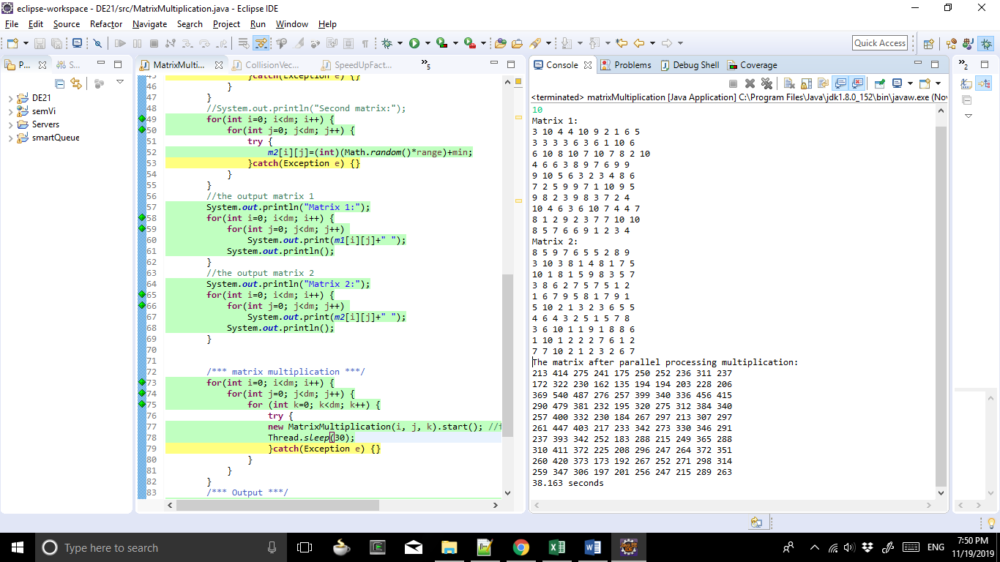 eclipse-workspace - DE21/src/MatrixMultiplication.java - Eclipse IDE
File Edit Source Refactor Navigate Search Project Run Window Help
Quick Access
P... S...
MatrixMulti... CollisionVec... SpeedUpFact... »5
Console Problems Debug Shell Coverage
»2
DE21
semVi
Servers
smartQueue
45 }catch(Exception e) {}
46 }
47 }
48 //System.out.println("Second matrix:");
49 for(int i=0; i<dm; i++) {
50 for(int j=0; j<dm; j++) {
51 try {
52 m2[i][j]=(int)(Math.random()*range)+min;
53 }catch(Exception e) {}
54 }
55 }
56 //the output matrix 1
57 System.out.println("Matrix 1:");
58 for(int i=0; i<dm; i++) {
59 for(int j=0; j<dm; j++)
60 System.out.print(m1[i][j]+" ");
61 System.out.println();
62 }
63 //the output matrix 2
64 System.out.println("Matrix 2:");
65 for(int i=0; i<dm; i++) {
66 for(int j=0; j<dm; j++)
67 System.out.print(m2[i][j]+" ");
68 System.out.println();
69 }
70
71
72 /*** matrix multiplication ***/
73 for(int i=0; i<dm; i++) {
74 for(int j=0; j<dm; j++) {
75 for (int k=0; k<dm; k++) {
76 try {
77 new MatrixMultiplication(i, j, k).start(); //
78 Thread.sleep(30);
79 }catch(Exception e) {}
80 }
81 }
82 }
83 /*** Output ***/
<terminated> matrixMultiplication [Java Application] C:\Program Files\Java\jdk1.8.0_152\bin\javaw.exe (Nov
10
Matrix 1:
3 10 4 4 10 9 2 1 6 5
3 3 3 3 6 3 6 1 10 6
6 10 8 10 7 10 7 8 2 10
4 6 6 3 8 9 7 6 9 9
9 10 5 6 3 2 3 4 8 6
7 2 5 9 9 7 1 10 9 5
9 8 2 3 9 8 3 7 2 4
10 4 6 3 6 10 7 4 4 7
8 1 2 9 2 3 7 7 10 10
8 5 7 6 6 9 1 2 3 4
Matrix 2:
8 5 9 7 6 5 5 2 8 9
3 10 3 8 1 4 8 1 7 5
10 1 8 1 5 9 8 3 5 7
3 8 6 2 7 5 7 5 1 2
1 6 7 9 5 8 1 7 9 1
5 10 2 1 3 2 3 6 5 5
4 6 4 3 2 5 1 5 7 8
3 6 10 1 1 9 1 8 8 6
1 10 1 2 2 2 7 6 1 2
7 7 10 2 1 2 3 2 6 7
The matrix after parallel processing multiplication:
213 414 275 241 175 250 252 236 311 237
172 322 230 162 135 194 194 203 228 206
369 540 487 276 257 399 340 336 456 415
290 479 381 232 195 320 275 312 384 340
257 400 332 230 184 267 297 213 307 297
261 447 403 217 233 342 273 330 346 291
237 393 342 252 183 288 215 249 365 288
310 411 372 225 208 296 247 264 372 351
260 420 373 173 192 267 252 271 298 314
259 347 306 197 201 256 247 215 289 263
38.163 seconds
Type here to search
ENG
7:50 PM
11/19/2019